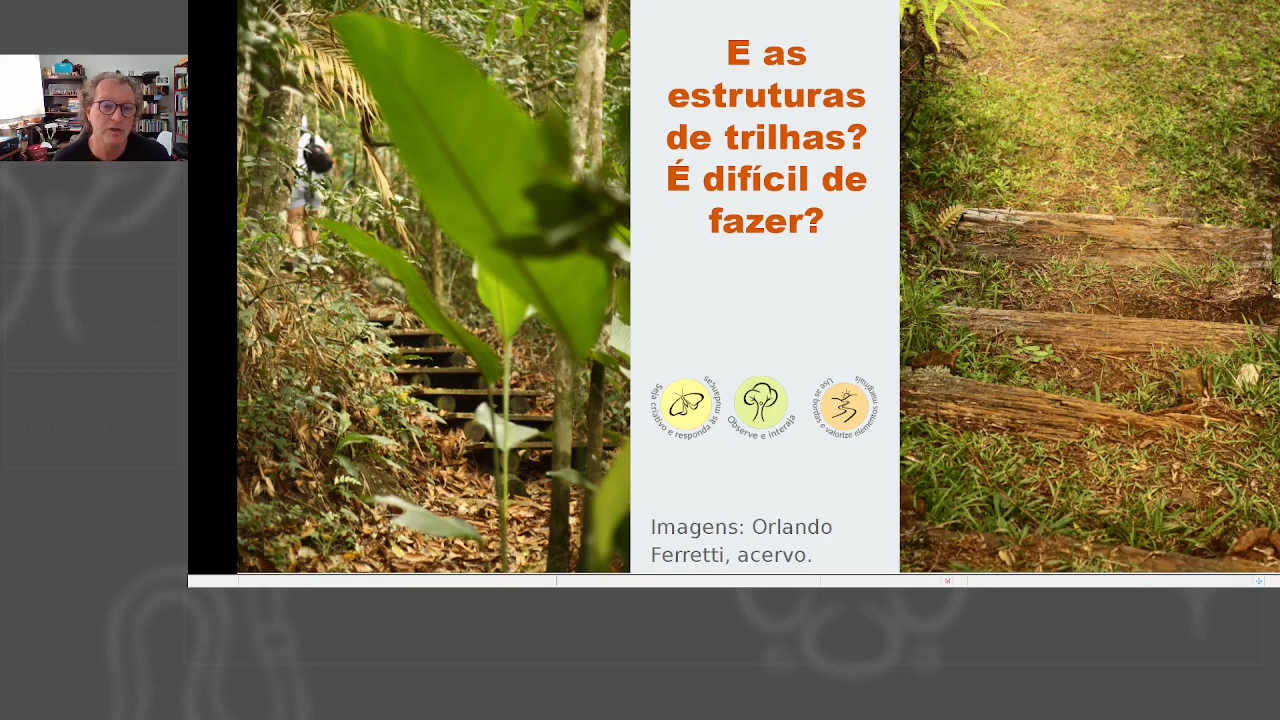 E as
estruturas
de trilhas?
É difícil de
fazer?
Seja criativo e responda às mudanças
Observe e Interaja
Use as bordas e valorize elementos marginais
Imagens: Orlando
Ferretti, acervo.